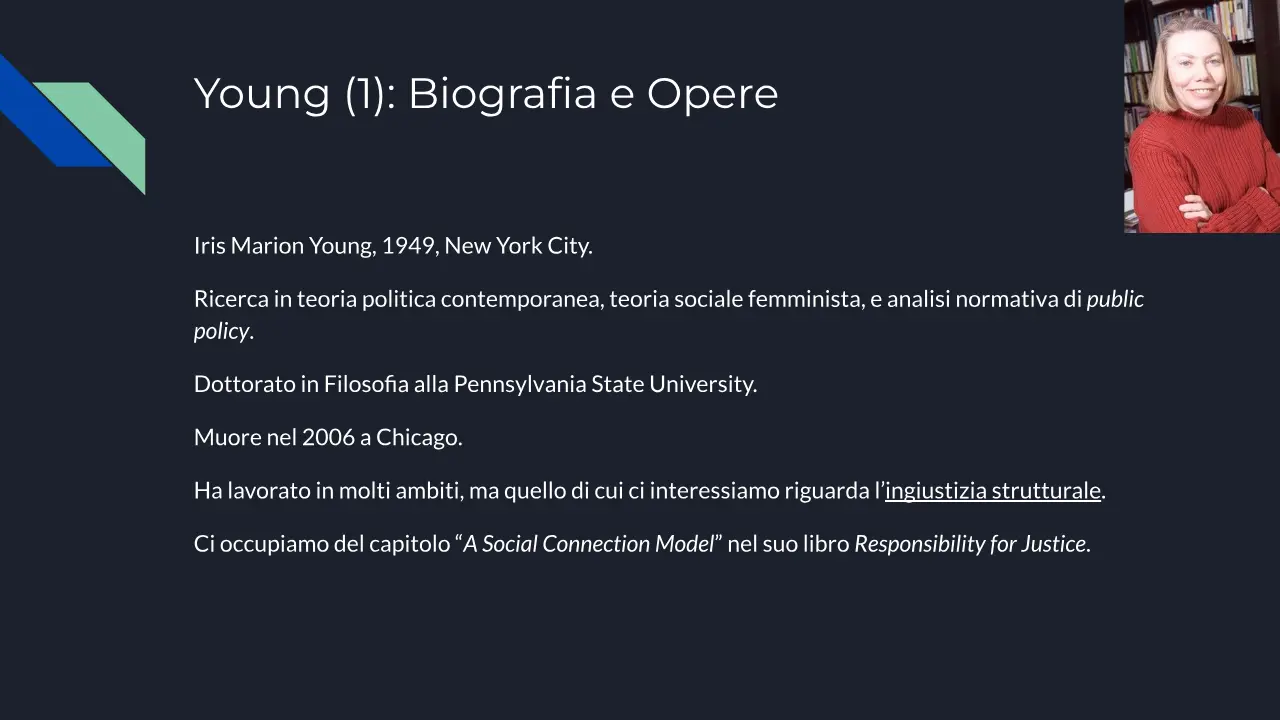 Young (1): Biografia e Opere
Iris Marion Young, 1949, New York City.
Ricerca in teoria politica contemporanea, teoria sociale femminista, e analisi normativa di public
policy.
Dottorato in Filosofia alla Pennsylvania State University.
Muore nel 2006 a Chicago.
Ha lavorato in molti ambiti, ma quello di cui ci interessiamo riguarda l’ingiustizia strutturale.
Ci occupiamo del capitolo “A Social Connection Model” nel suo libro Responsibility for Justice.